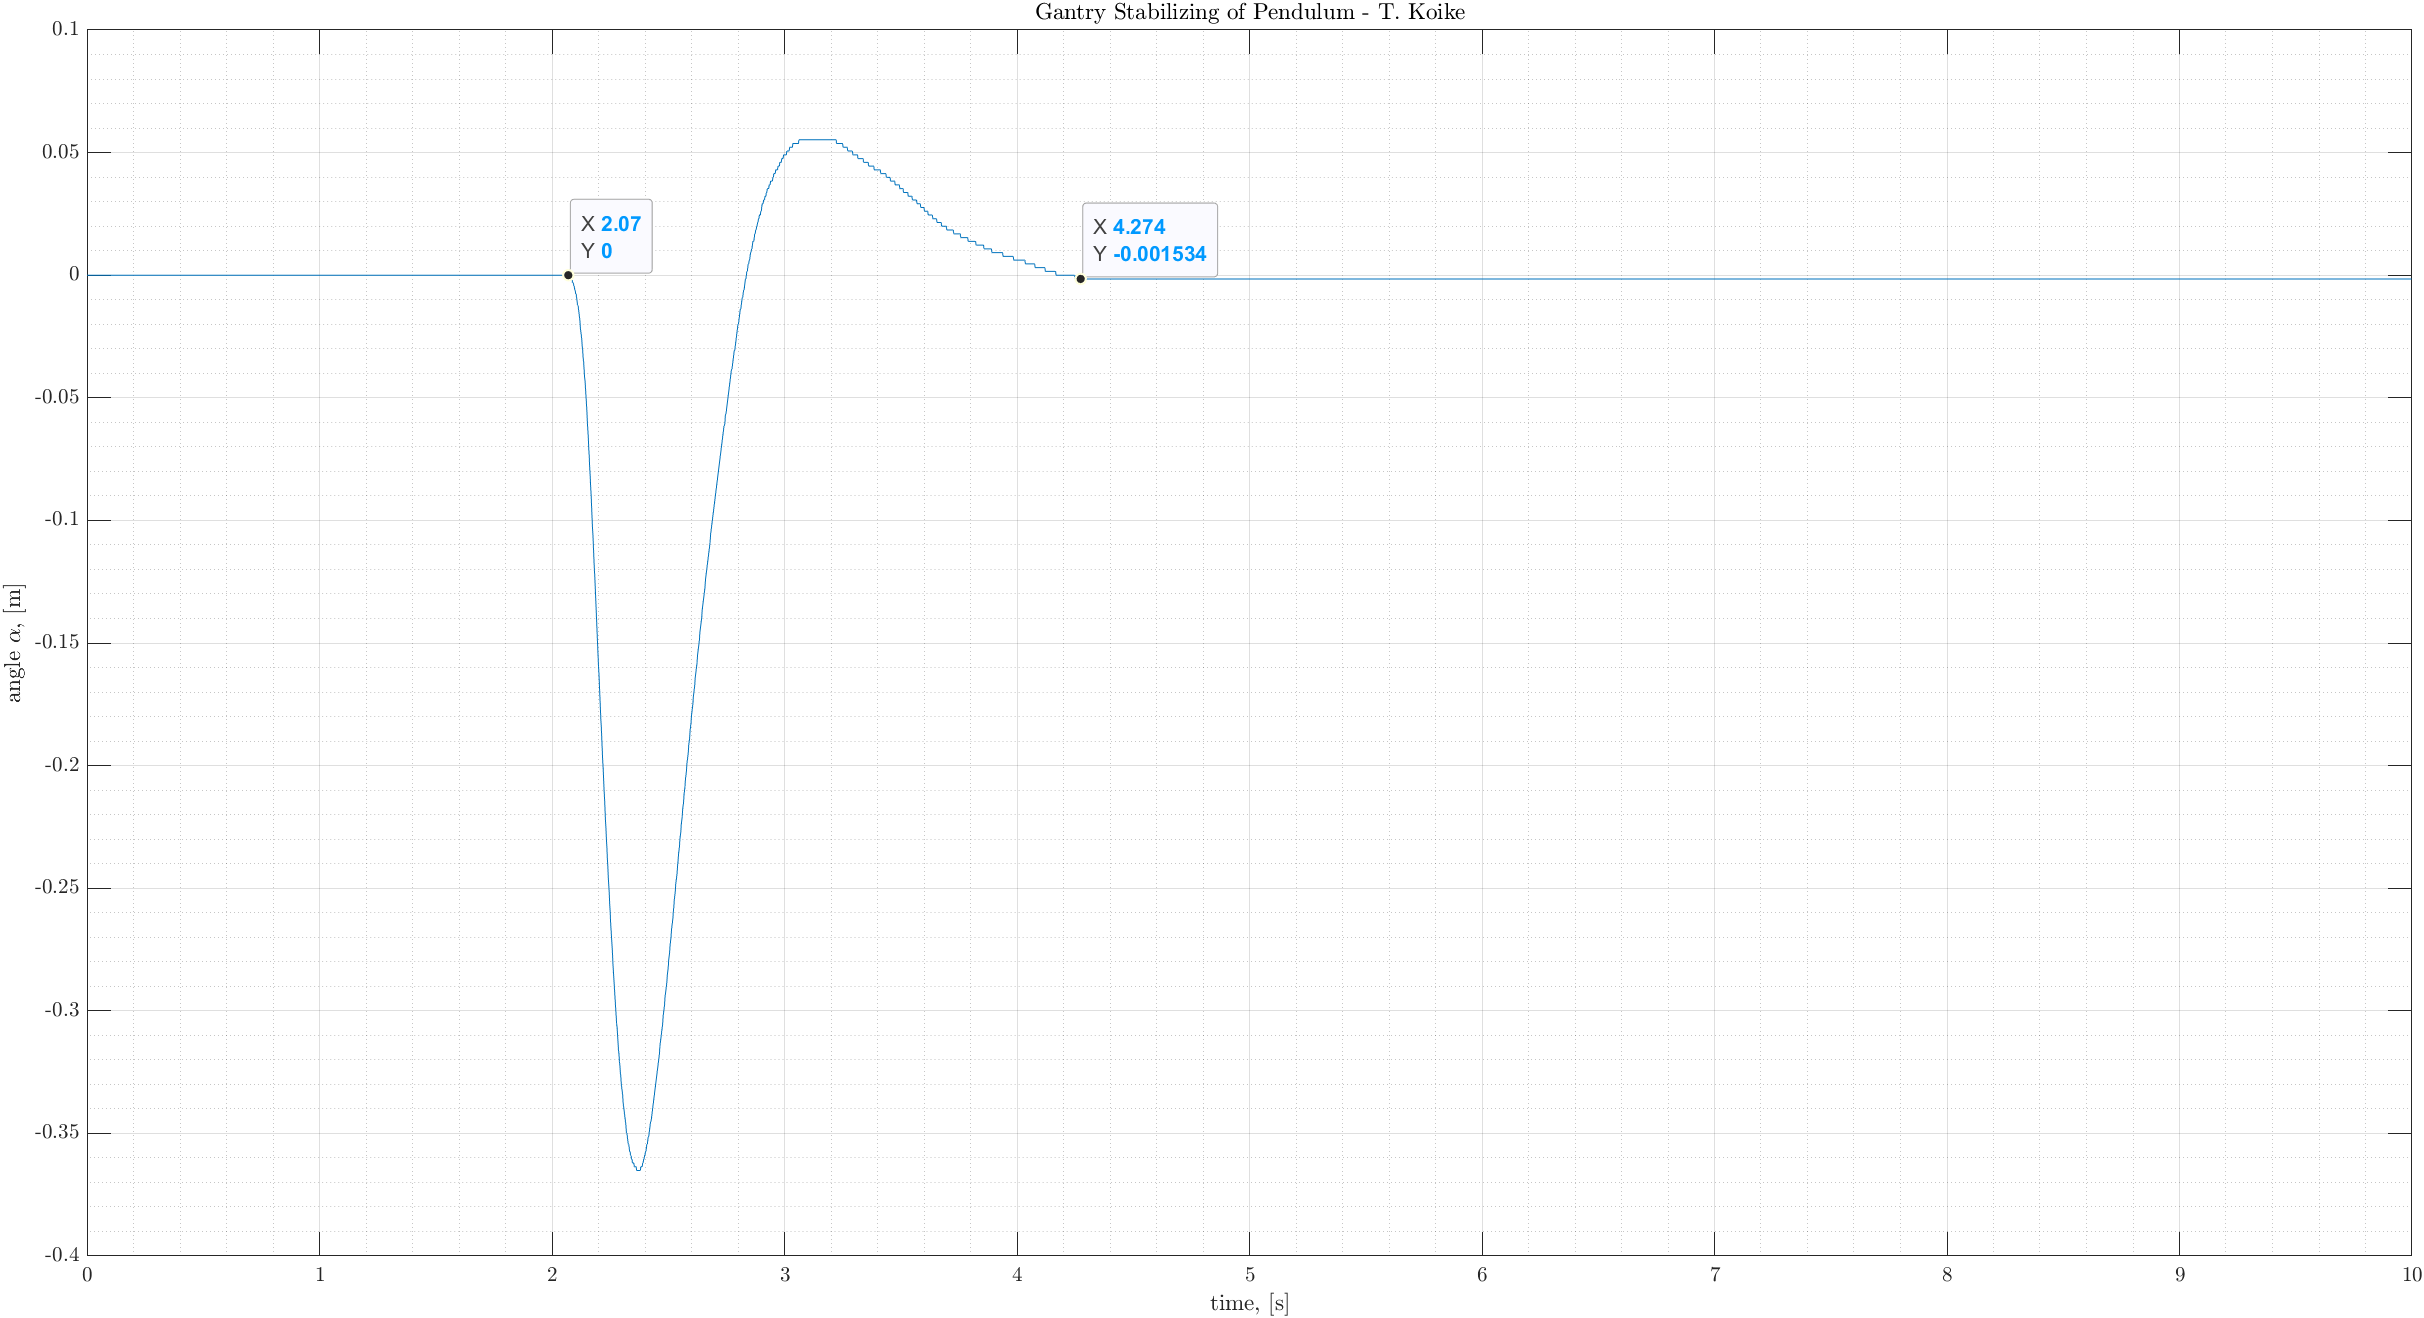 Gantry Stabilizing of Pendulum - T. Koike
0.1
0.05
0
-0.05
-0.1
-0.15
-0.2
-0.25
-0.3
-0.35
-0.4
angle α, [m]
X 2.07
Y 0
X 4.274
Y -0.001534
0 1 2 3 4 5 6 7 8 9 10
time, [s]